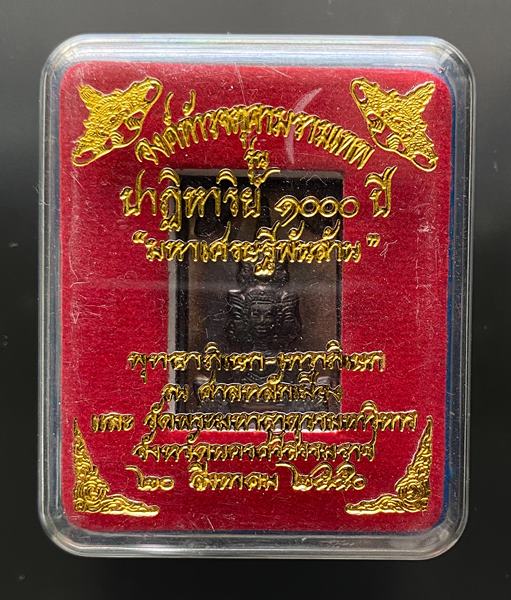 องค์ท้าวจตุคามรามเทพ
รุ่น
ปาฏิหาริย์ ๑๐๐๐ ปี
"มหาเศรษฐีพันล้าน"
พุทธาภิเษก-เทวาภิเษก
ณ ศาลหลักเมือง
และ วัดพระมหาธาตุวรมหาวิหาร
จังหวัดนครศรีธรรมราช
๒๐ สิงหาคม ๒๕๕๐